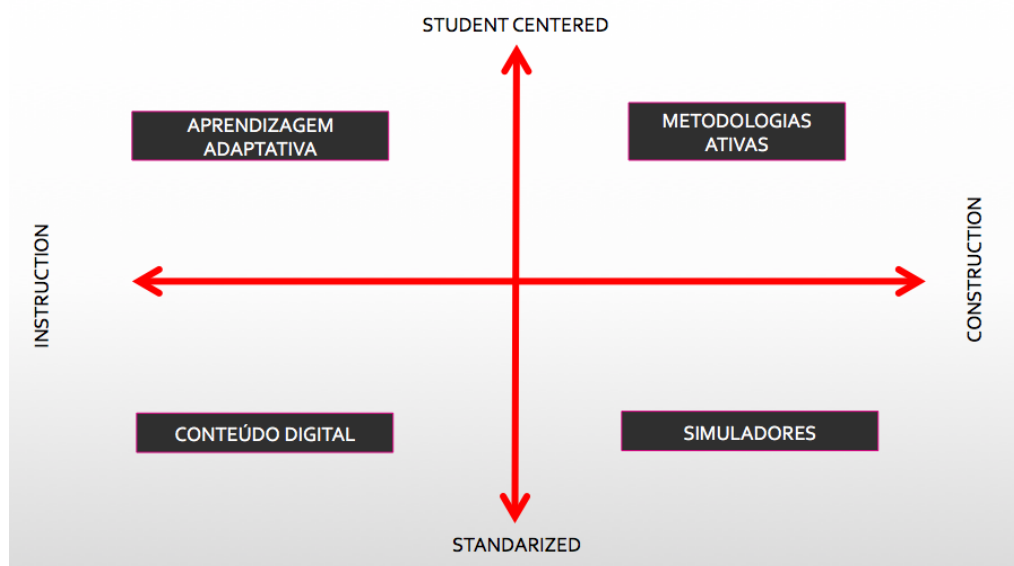 STUDENT CENTERED
APRENDIZAGEM
ADAPTATIVA
METODOLOGIAS
ATIVAS
INSTRUCTION
CONSTRUCTION
CONTEÚDO DIGITAL
SIMULADORES
STANDARIZED